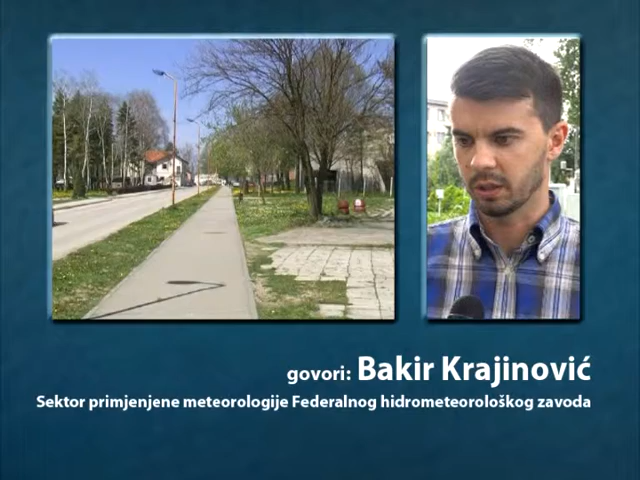 govori: Bakir Krajinović
Sektor primjenjene meteorologije Federalnog hidrometeorološkog zavoda